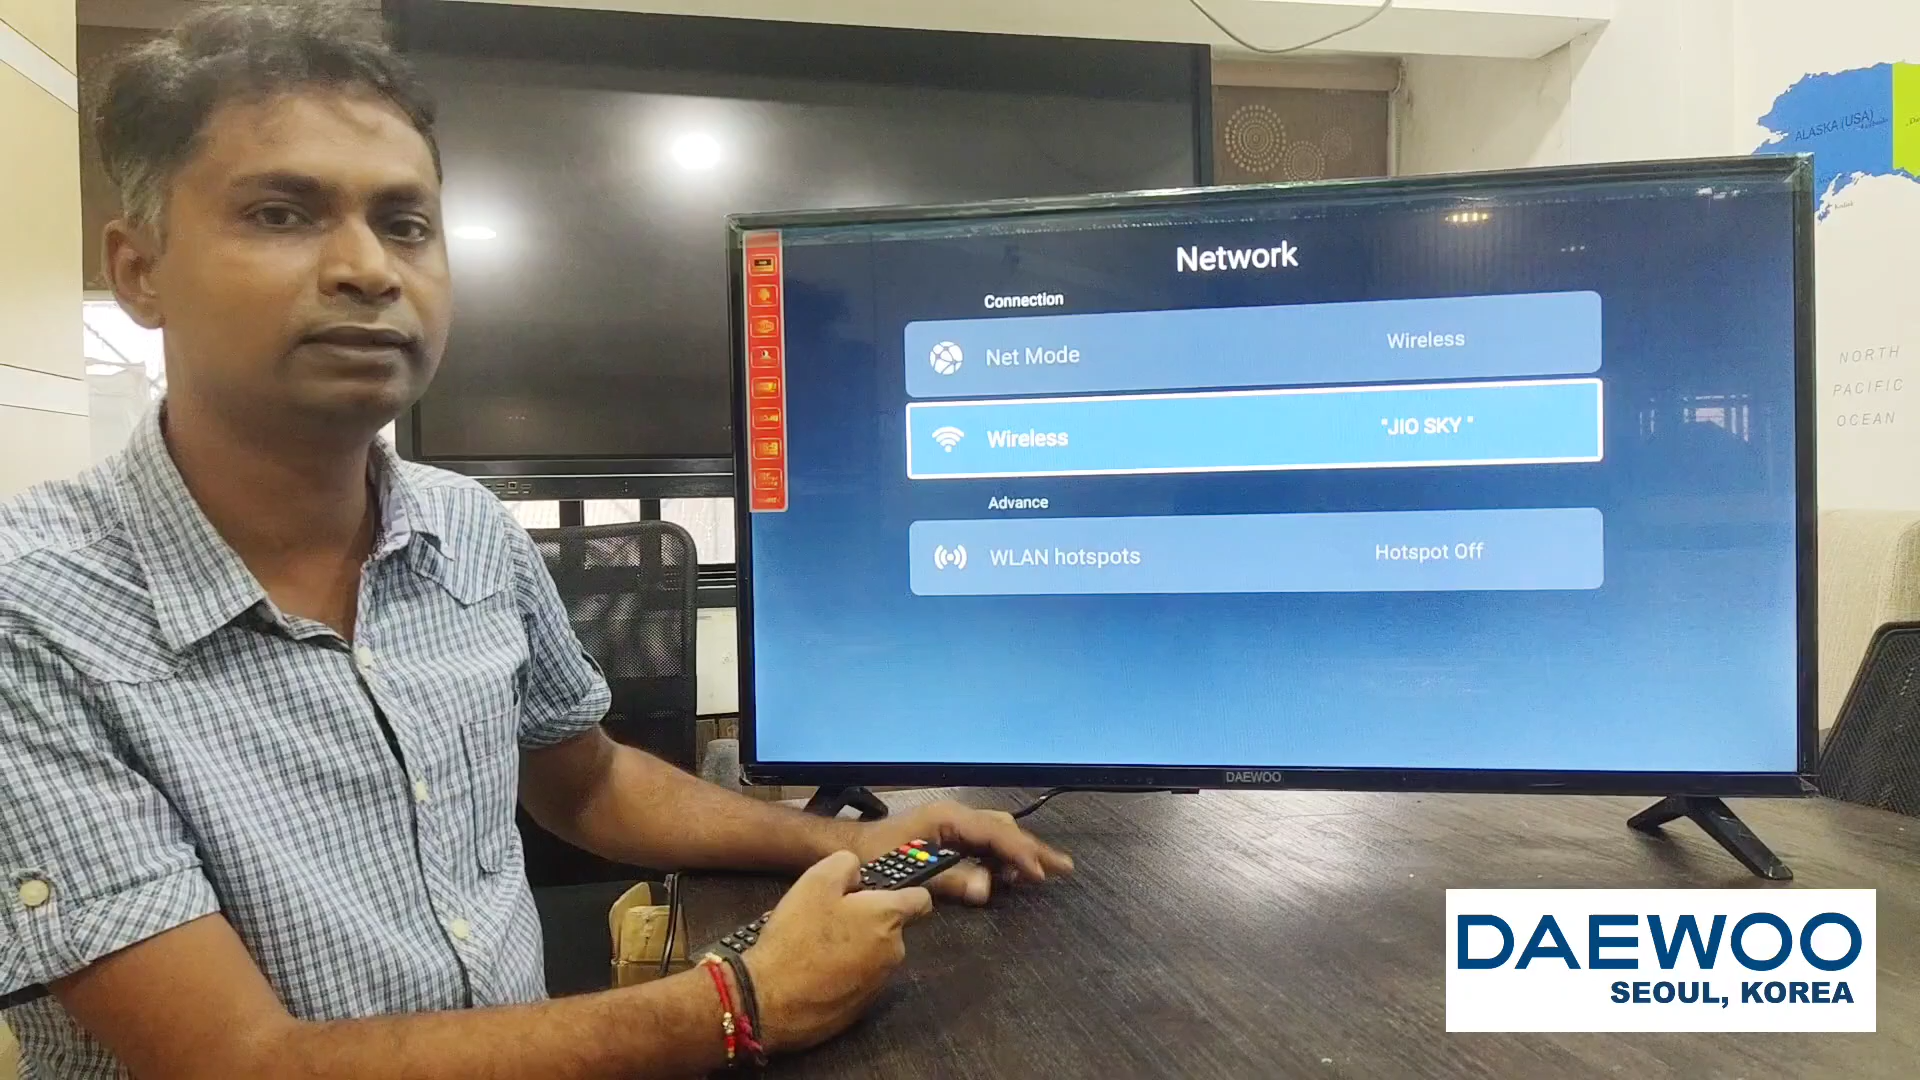 Network
Connection
Net Mode Wireless
Wireless "JIO SKY "
Advance
WLAN hotspots Hotspot Off
DAEWOO
ALASKA (USA)
NORTH
PACIFIC
OCEAN
DAEWOO
SEOUL, KOREA